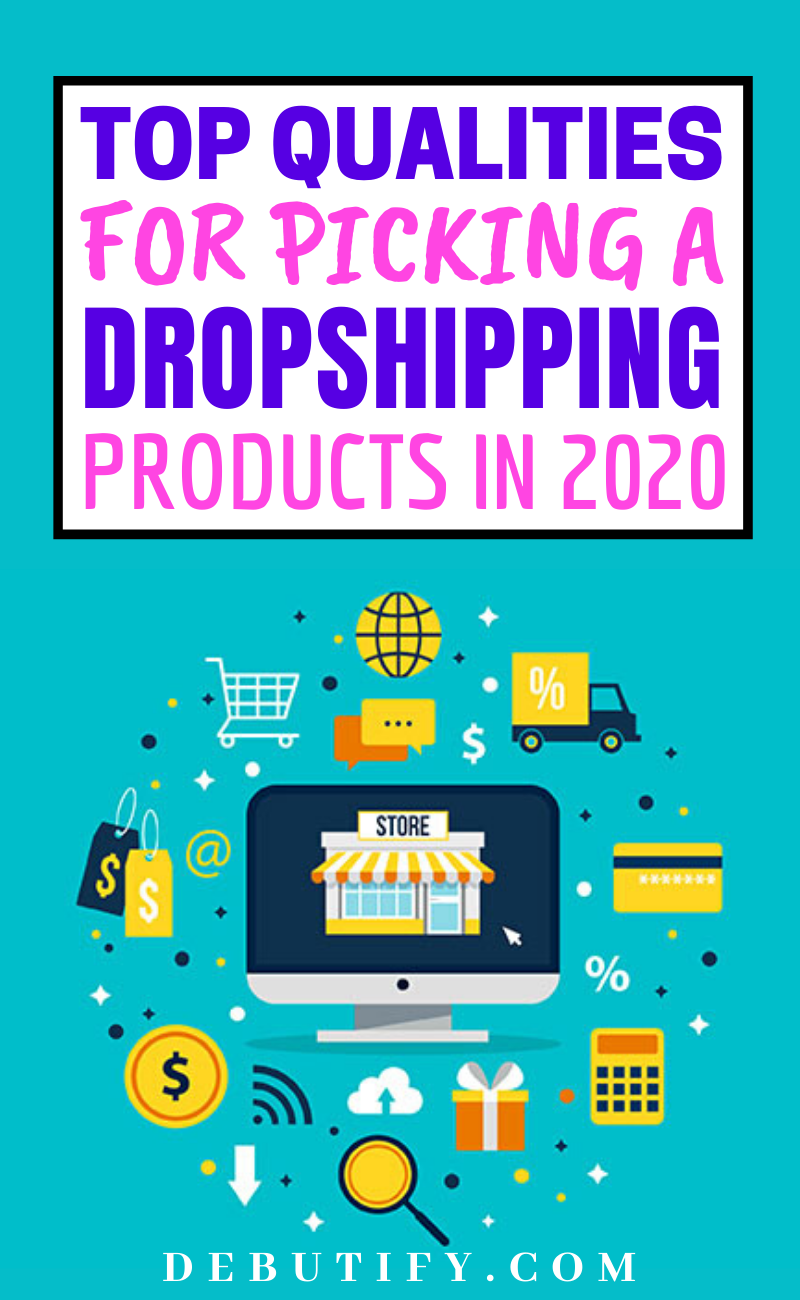 TOP QUALITIES
FOR PICKING A
DROPSHIPPING
PRODUCTS IN 2020
%
$
STORE
$
$
@
*******
%
$
DEBUTIFY.COM